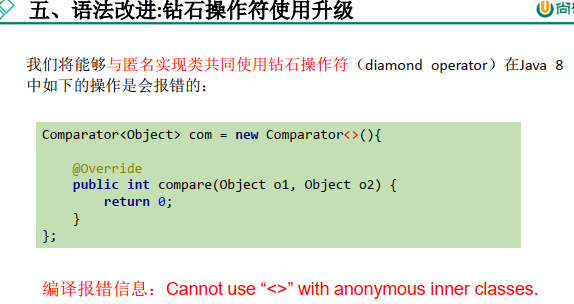 五、语法改进:钻石操作符使用升级
尚
我们将能够与匿名实现类共同使用钻石操作符（diamond operator）在Java 8
中如下的操作是会报错的：
Comparator<Object> com = new Comparator<>(){
@Override
public int compare(Object o1, Object o2) {
return 0;
}
};
编译报错信息：Cannot use “<>” with anonymous inner classes.